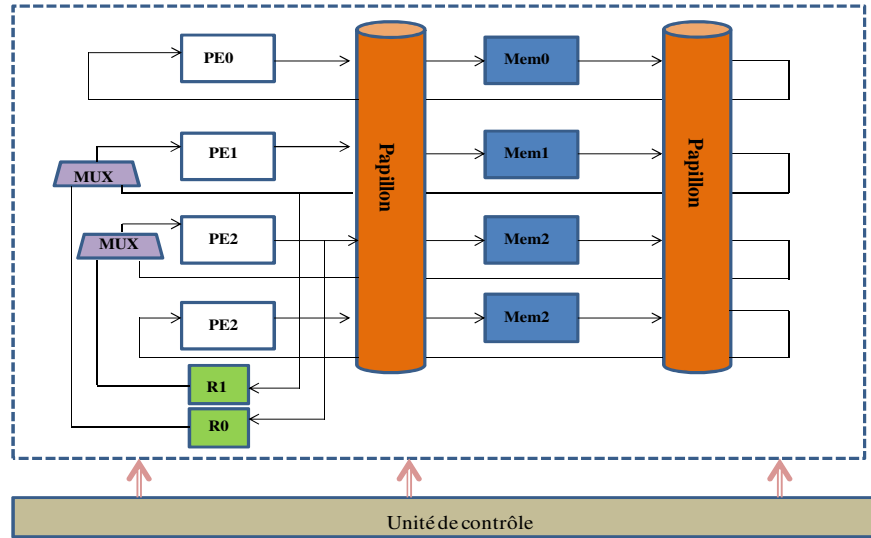 PE0
Mem0
PE1
Mem1
MUX
Papillon
Papillon
PE2
Mem2
MUX
PE2
Mem2
R1
R0
Unité de contrôle